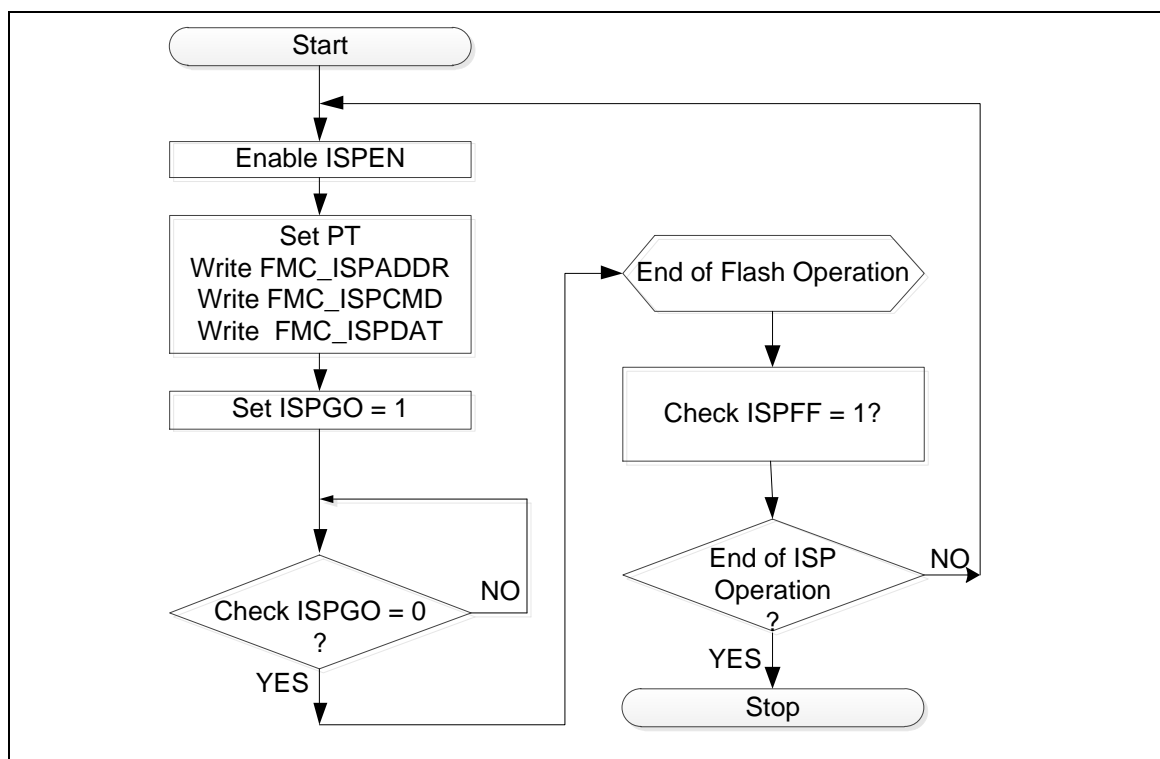 Start
Enable ISPEN
Set PT
Write FMC_ISPADDR
Write FMC_ISPCMD
Write FMC_ISPDAT
Set ISPGO = 1
Check ISPGO = 0
?
NO
YES
End of Flash Operation
Check ISPFF = 1?
End of ISP
Operation
?
NO
YES
Stop